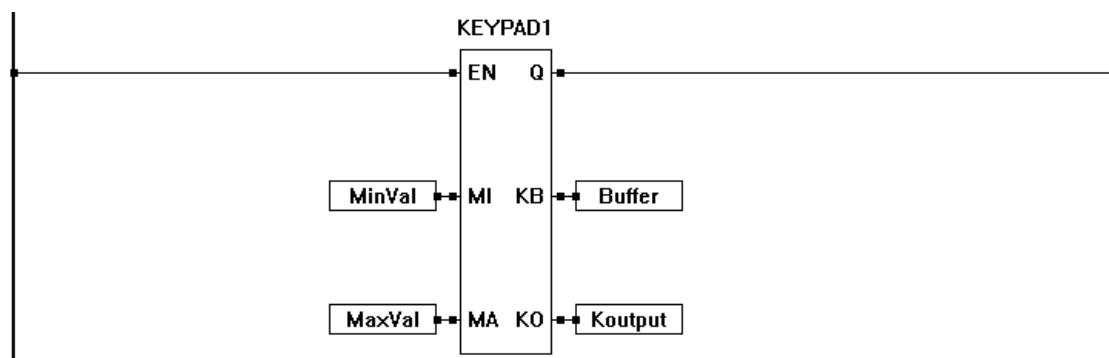 KEYPAD1
EN Q
MinVal MI KB Buffer
MaxVal MA KO Koutput